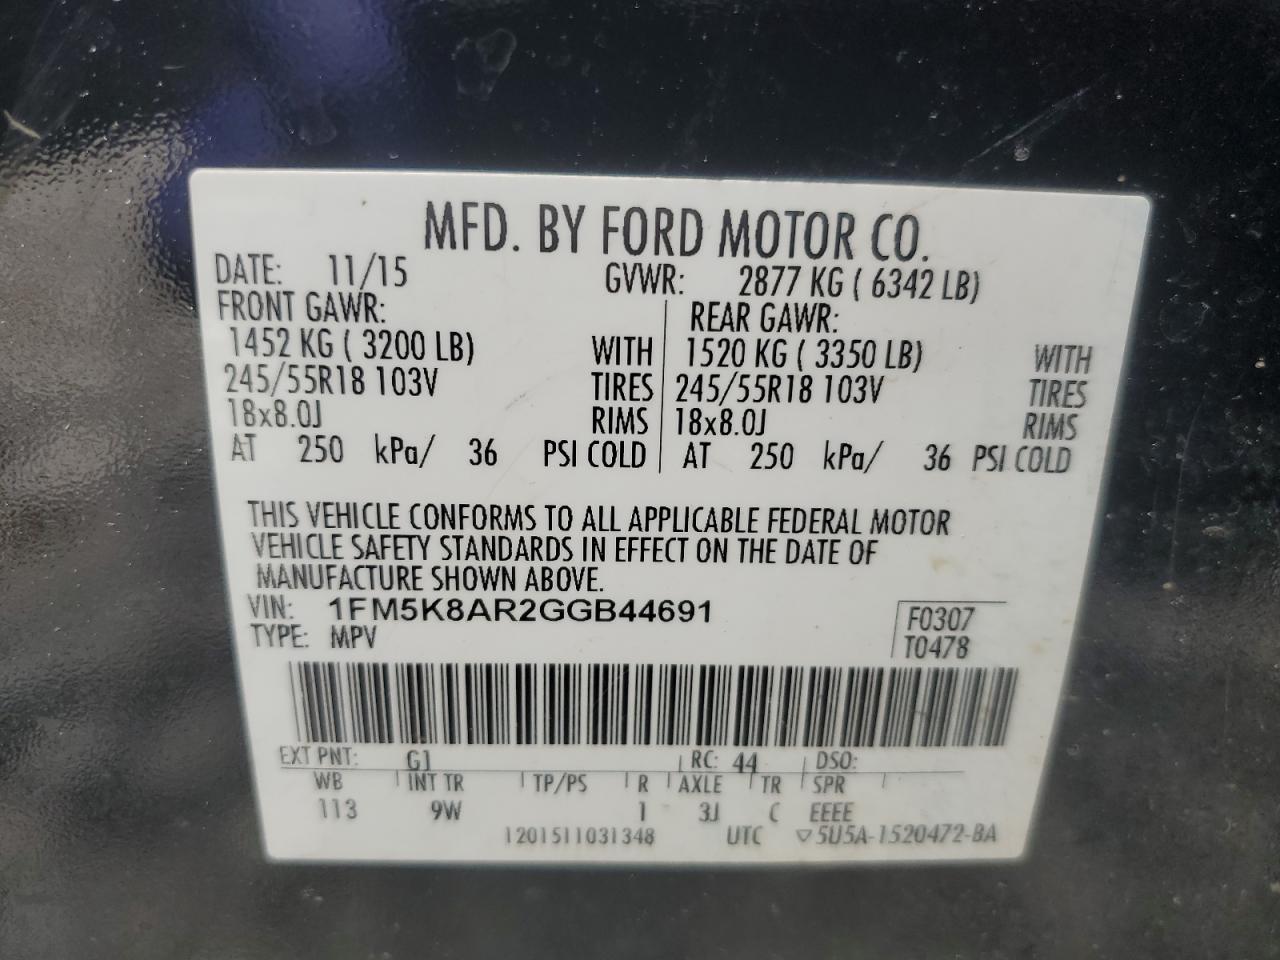 MFD. BY FORD MOTOR CO.
DATE: 11/15 GVWR: 2877 KG ( 6342 LB)
FRONT GAWR: REAR GAWR:
1452 KG ( 3200 LB) WITH 1520 KG ( 3350 LB) WITH
245/55R18 103V TIRES 245/55R18 103V TIRES
18x8.0J RIMS 18x8.0J RIMS
AT 250 kPa/ 36 PSI COLD AT 250 kPa/ 36 PSI COLD
THIS VEHICLE CONFORMS TO ALL APPLICABLE FEDERAL MOTOR
VEHICLE SAFETY STANDARDS IN EFFECT ON THE DATE OF
MANUFACTURE SHOWN ABOVE.
VIN: 1FM5K8AR2GGB44691 F0307
TYPE: MPV T0478
EXT PNT: G1 RC: 44 DSO:
WB INT TR TP/PS R AXLE TR SPR
113 9W 1 3J C EEEE
1201511031348 UTC ▽5U5A-1520472-BA